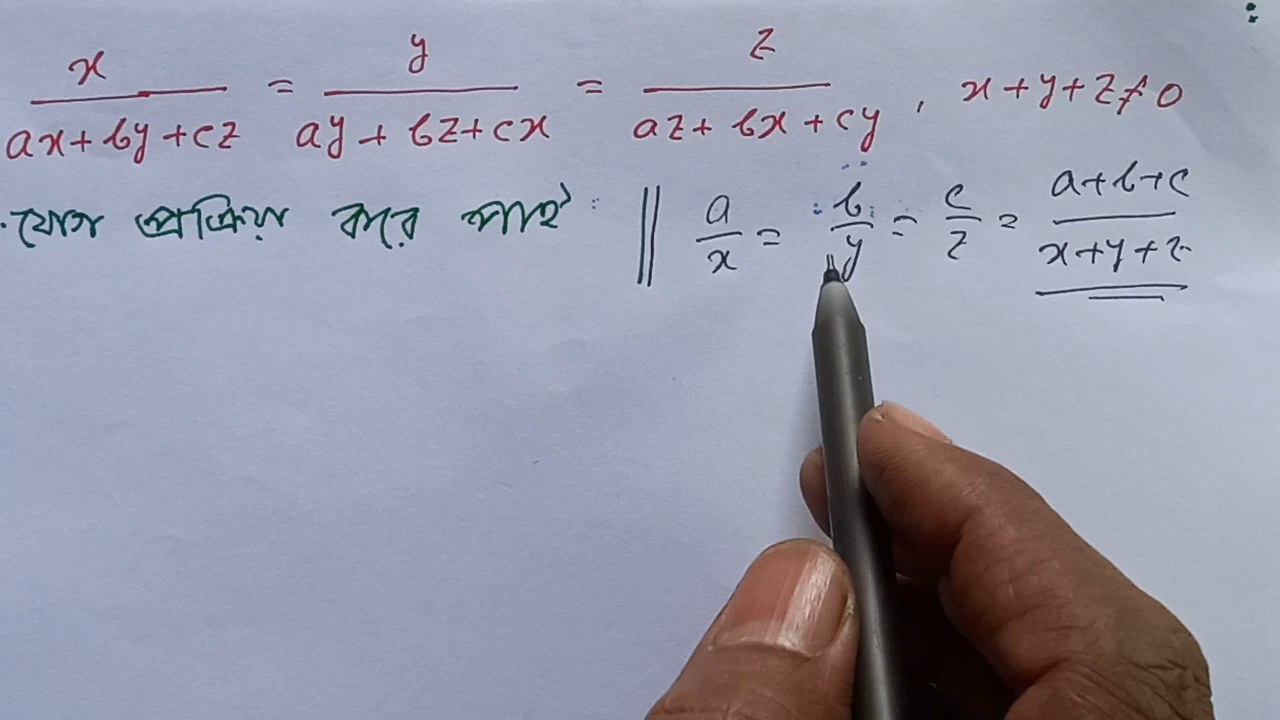 x/(ax+by+cz) = y/(ay+bz+cx) = z/(az+bx+cy) , x+y+z≠0
যোগ প্রক্রিয়া করে পাই : || a/x = b/y = c/z = (a+b+c)/(x+y+z)